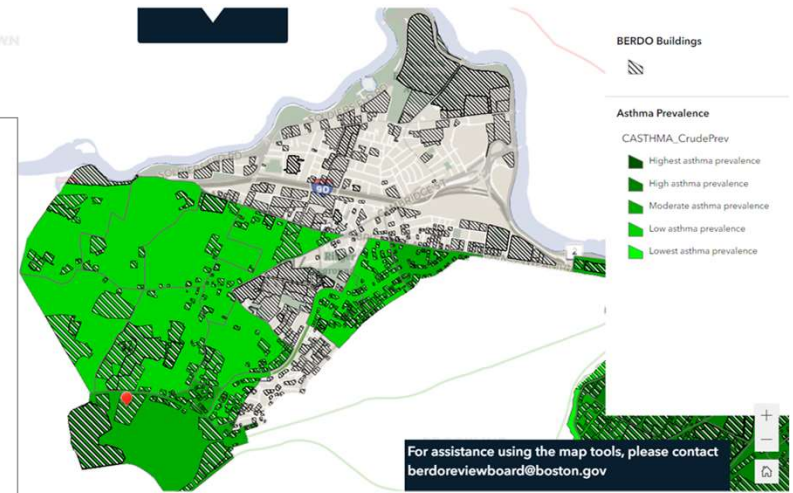 BERDO Buildings
Asthma Prevalence
CASTHMA_CrudePrev
Highest asthma prevalence
High asthma prevalence
Moderate asthma prevalence
Low asthma prevalence
Lowest asthma prevalence
90
For assistance using the map tools, please contact
berdoreviewboard@boston.gov